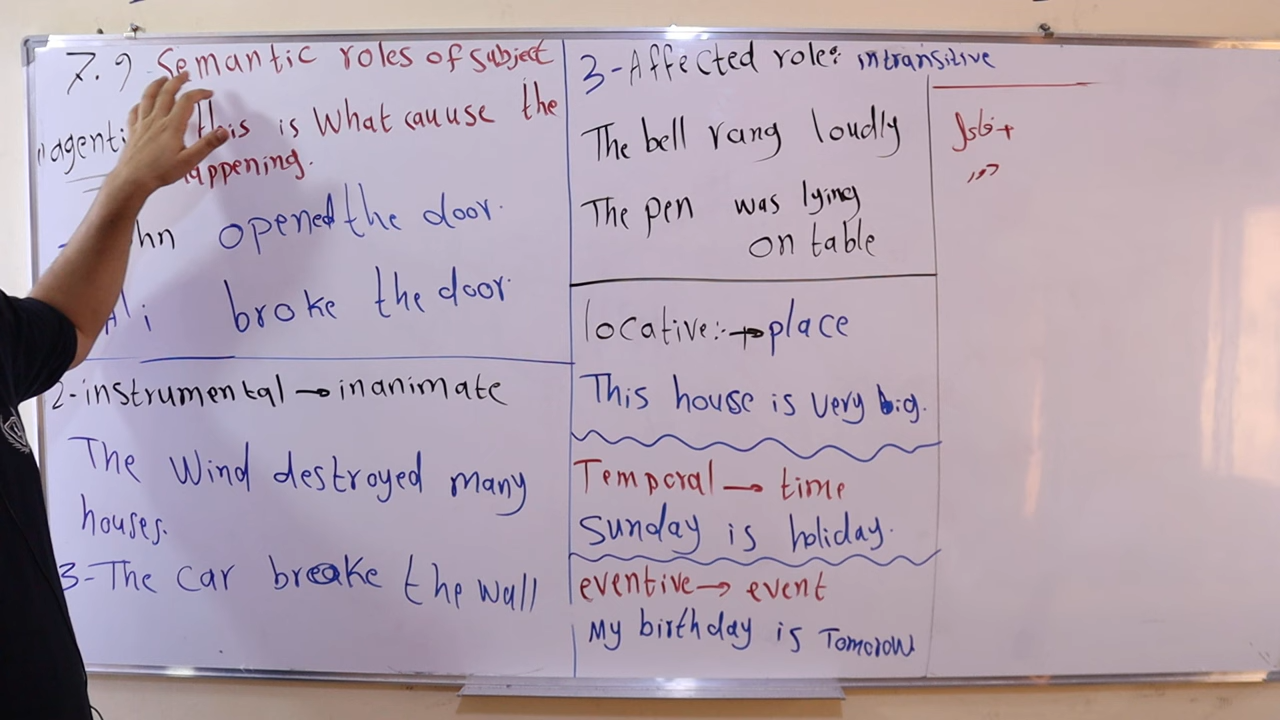 7.9 Semantic roles of subject
agenti this is What cauuse the
appening.
hn opened the door.
Ali broke the door.
2-instrumental → inanimate
The Wind destroyed many
houses.
3-The car breake the wall
3-Affected role: intransitive
The bell rang loudly
The pen was lying
on table
locative: → place
This house is very big.
Temporal → time
Sunday is holiday.
eventive → event
My birthday is Tomorow